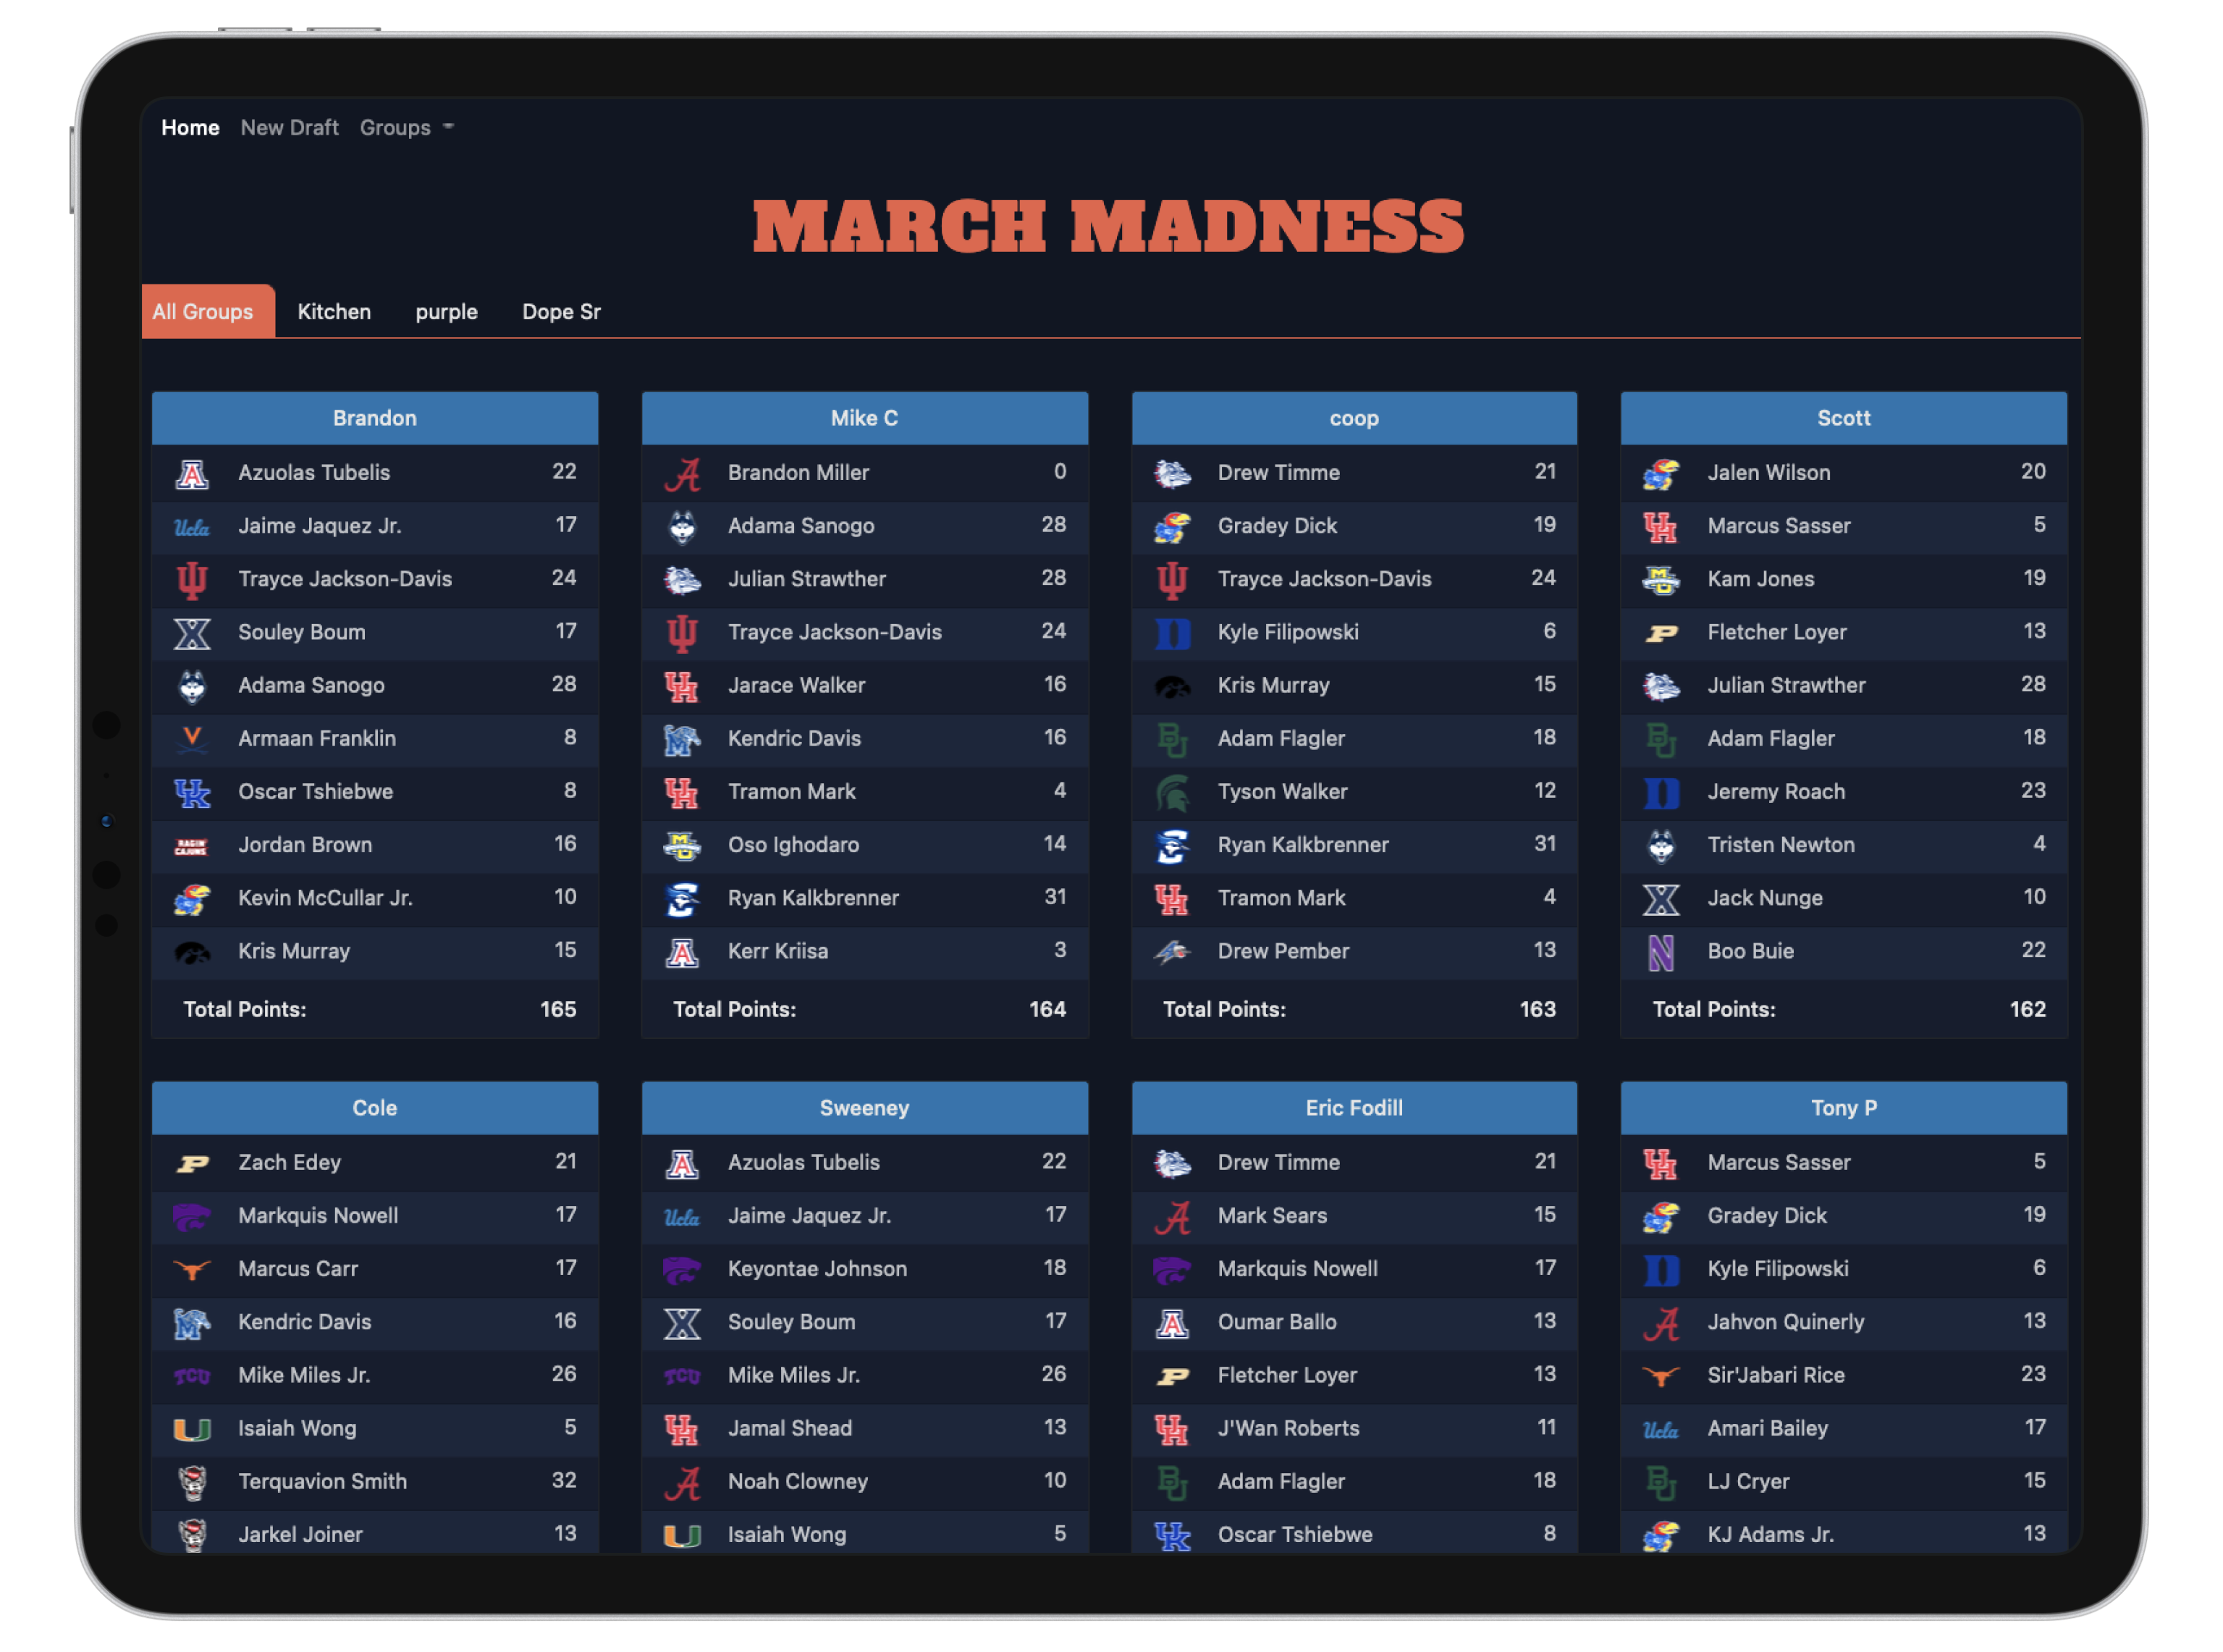 Home New Draft Groups
MARCH MADNESS
All Groups Kitchen purple Dope Sr
Brandon
Azuolas Tubelis 22
Ucla Jaime Jaquez Jr. 17
Trayce Jackson-Davis 24
Souley Boum 17
Adama Sanogo 28
Armaan Franklin 8
Oscar Tshiebwe 8
RAGIN' CAJUNS Jordan Brown 16
Kevin McCullar Jr. 10
Kris Murray 15
Total Points: 165
Mike C
Brandon Miller 0
Adama Sanogo 28
Julian Strawther 28
Trayce Jackson-Davis 24
Jarace Walker 16
Kendric Davis 16
Tramon Mark 4
Oso Ighodaro 14
Ryan Kalkbrenner 31
Kerr Kriisa 3
Total Points: 164
coop
Drew Timme 21
Gradey Dick 19
Trayce Jackson-Davis 24
Kyle Filipowski 6
Kris Murray 15
Adam Flagler 18
Tyson Walker 12
Ryan Kalkbrenner 31
Tramon Mark 4
Drew Pember 13
Total Points: 163
Scott
Jalen Wilson 20
Marcus Sasser 5
Kam Jones 19
Fletcher Loyer 13
Julian Strawther 28
Adam Flagler 18
Jeremy Roach 23
Tristen Newton 4
Jack Nunge 10
Boo Buie 22
Total Points: 162
Cole
Zach Edey 21
Markquis Nowell 17
Marcus Carr 17
Kendric Davis 16
TCU Mike Miles Jr. 26
Isaiah Wong 5
Terquavion Smith 32
Jarkel Joiner 13
Sweeney
Azuolas Tubelis 22
Ucla Jaime Jaquez Jr. 17
Keyontae Johnson 18
Souley Boum 17
TCU Mike Miles Jr. 26
Jamal Shead 13
Noah Clowney 10
Isaiah Wong 5
Eric Fodill
Drew Timme 21
Mark Sears 15
Markquis Nowell 17
Oumar Ballo 13
Fletcher Loyer 13
J'Wan Roberts 11
Adam Flagler 18
Oscar Tshiebwe 8
Tony P
Marcus Sasser 5
Gradey Dick 19
Kyle Filipowski 6
Jahvon Quinerly 13
Sir'Jabari Rice 23
Ucla Amari Bailey 17
LJ Cryer 15
KJ Adams Jr. 13